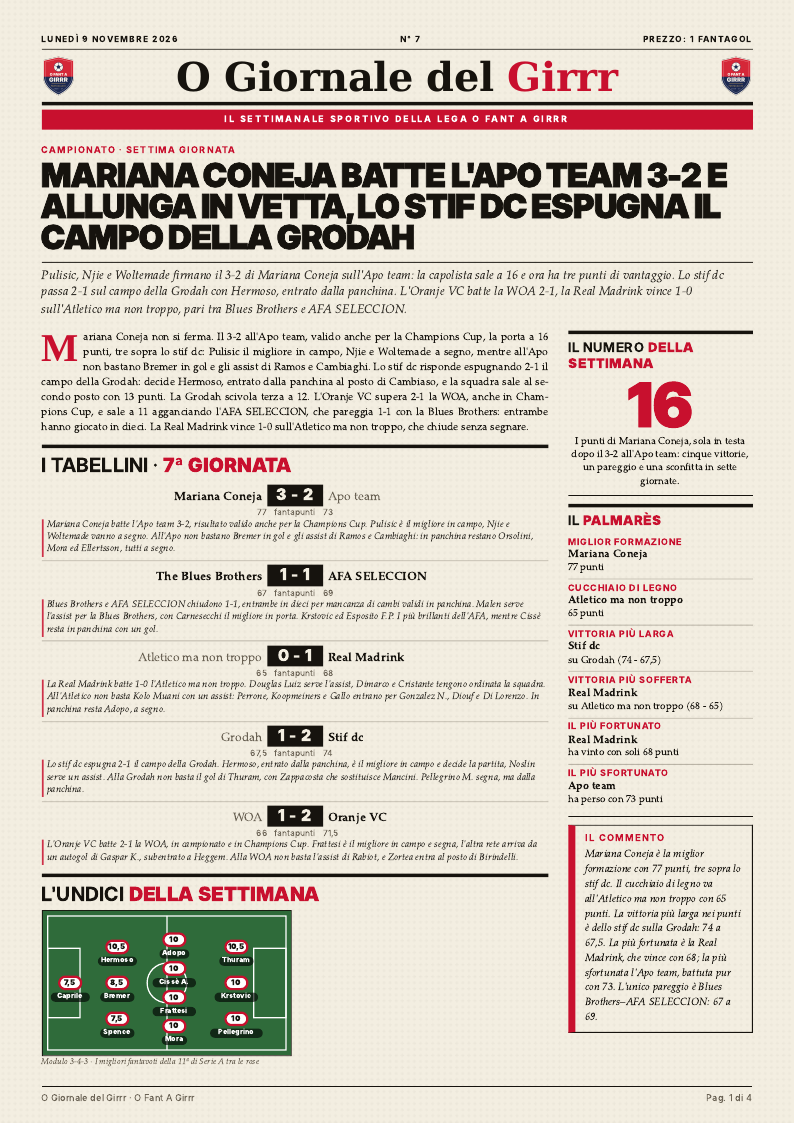 LUNEDÌ 9 NOVEMBRE 2026
N° 7
PREZZO: 1 FANTAGOL
O FANT A
GIRRR
O Giornale del Girrr
O FANT A
GIRRR
IL SETTIMANALE SPORTIVO DELLA LEGA O FANT A GIRRR
CAMPIONATO · SETTIMA GIORNATA
MARIANA CONEJA BATTE L'APO TEAM 3-2 E
ALLUNGA IN VETTA, LO STIF DC ESPUGNA IL
CAMPO DELLA GRODAH
Pulisic, Njie e Woltemade firmano il 3-2 di Mariana Coneja sull'Apo team: la capolista sale a 16 e ora ha tre punti di vantaggio. Lo stif dc
passa 2-1 sul campo della Grodah con Hermoso, entrato dalla panchina. L'Oranje VC batte la WOA 2-1, la Real Madrink vince 1-0
sull'Atletico ma non troppo, pari tra Blues Brothers e AFA SELECCION.
Mariana Coneja non si ferma. Il 3-2 all'Apo team, valido anche per la Champions Cup, la porta a 16
punti, tre sopra lo stif dc: Pulisic il migliore in campo, Njie e Woltemade a segno, mentre all'Apo
non bastano Bremer in gol e gli assist di Ramos e Cambiaghi. Lo stif dc risponde espugnando 2-1 il
campo della Grodah: decide Hermoso, entrato dalla panchina al posto di Cambiaso, e la squadra sale al se-
condo posto con 13 punti. La Grodah scivola terza a 12. L'Oranje VC supera 2-1 la WOA, anche in Cham-
pions Cup, e sale a 11 agganciando l'AFA SELECCION, che pareggia 1-1 con la Blues Brothers: entrambe
hanno giocato in dieci. La Real Madrink vince 1-0 sull'Atletico ma non troppo, che chiude senza segnare.
I TABELLINI · 7ª GIORNATA
Mariana Coneja 3 - 2 Apo team
77 fantapunti 73
Mariana Coneja batte l'Apo team 3-2, risultato valido anche per la Champions Cup. Pulisic è il migliore in campo, Njie e
Woltemade vanno a segno. All'Apo non bastano Bremer in gol e gli assist di Ramos e Cambiaghi: in panchina restano Orsolini,
Mora ed Ellertsson, tutti a segno.
The Blues Brothers 1 - 1 AFA SELECCION
67 fantapunti 69
Blues Brothers e AFA SELECCION chiudono 1-1, entrambe in dieci per mancanza di cambi validi in panchina. Malen serve
l'assist per la Blues Brothers, con Carnesecchi il migliore in porta. Krstovic ed Esposito F.P. I più brillanti dell'AFA, mentre Cissè
resta in panchina con un gol.
Atletico ma non troppo 0 - 1 Real Madrink
65 fantapunti 68
La Real Madrink batte 1-0 l'Atletico ma non troppo. Douglas Luiz serve l'assist, Dimarco e Cristante tengono ordinata la squadra.
All'Atletico non basta Kolo Muani con un assist: Perrone, Koopmeiners e Gallo entrano per Gonzalez N., Diouf e Di Lorenzo. In
panchina resta Adopo, a segno.
Grodah 1 - 2 Stif dc
67,5 fantapunti 74
Lo stif dc espugna 2-1 il campo della Grodah. Hermoso, entrato dalla panchina, è il migliore in campo e decide la partita, Noslin
serve un assist. Alla Grodah non basta il gol di Thuram, con Zappacosta che sostituisce Mancini. Pellegrino M. segna, ma dalla
panchina.
WOA 1 - 2 Oranje VC
66 fantapunti 71,5
L'Oranje VC batte 2-1 la WOA, in campionato e in Champions Cup. Frattesi è il migliore in campo e segna, l'altra rete arriva da
un autogol di Gaspar K., subentrato a Heggem. Alla WOA non basta l'assist di Rabiot, e Zortea entra al posto di Birindelli.
L'UNDICI DELLA SETTIMANA
10,5
Hermoso
10
Adopo
10,5
Thuram
10
Cissè A.
7,5
Caprile
8,5
Bremer
10
Krstovic
10
Frattesi
7,5
Spence
10
Mora
10
Pellegrino
Modulo 3-4-3 · I migliori fantavoti della 11ª di Serie A tra le rose
IL NUMERO DELLA
SETTIMANA
16
I punti di Mariana Coneja, sola in testa
dopo il 3-2 all'Apo team: cinque vittorie,
un pareggio e una sconfitta in sette
giornate.
IL PALMARÈS
MIGLIOR FORMAZIONE
Mariana Coneja
77 punti
CUCCHIAIO DI LEGNO
Atletico ma non troppo
65 punti
VITTORIA PIÙ LARGA
Stif dc
su Grodah (74 - 67,5)
VITTORIA PIÙ SOFFERTA
Real Madrink
su Atletico ma non troppo (68 - 65)
IL PIÙ FORTUNATO
Real Madrink
ha vinto con soli 68 punti
IL PIÙ SFORTUNATO
Apo team
ha perso con 73 punti
IL COMMENTO
Mariana Coneja è la miglior
formazione con 77 punti, tre sopra lo
stif dc. Il cucchiaio di legno va
all'Atletico ma non troppo con 65
punti. La vittoria più larga nei punti
è dello stif dc sulla Grodah: 74 a
67,5. La più fortunata è la Real
Madrink, che vince con 68; la più
sfortunata l'Apo team, battuta pur
con 73. L'unico pareggio è Blues
Brothers–AFA SELECCION: 67 a
69.
O Giornale del Girrr · O Fant A Girrr
Pag. 1 di 4